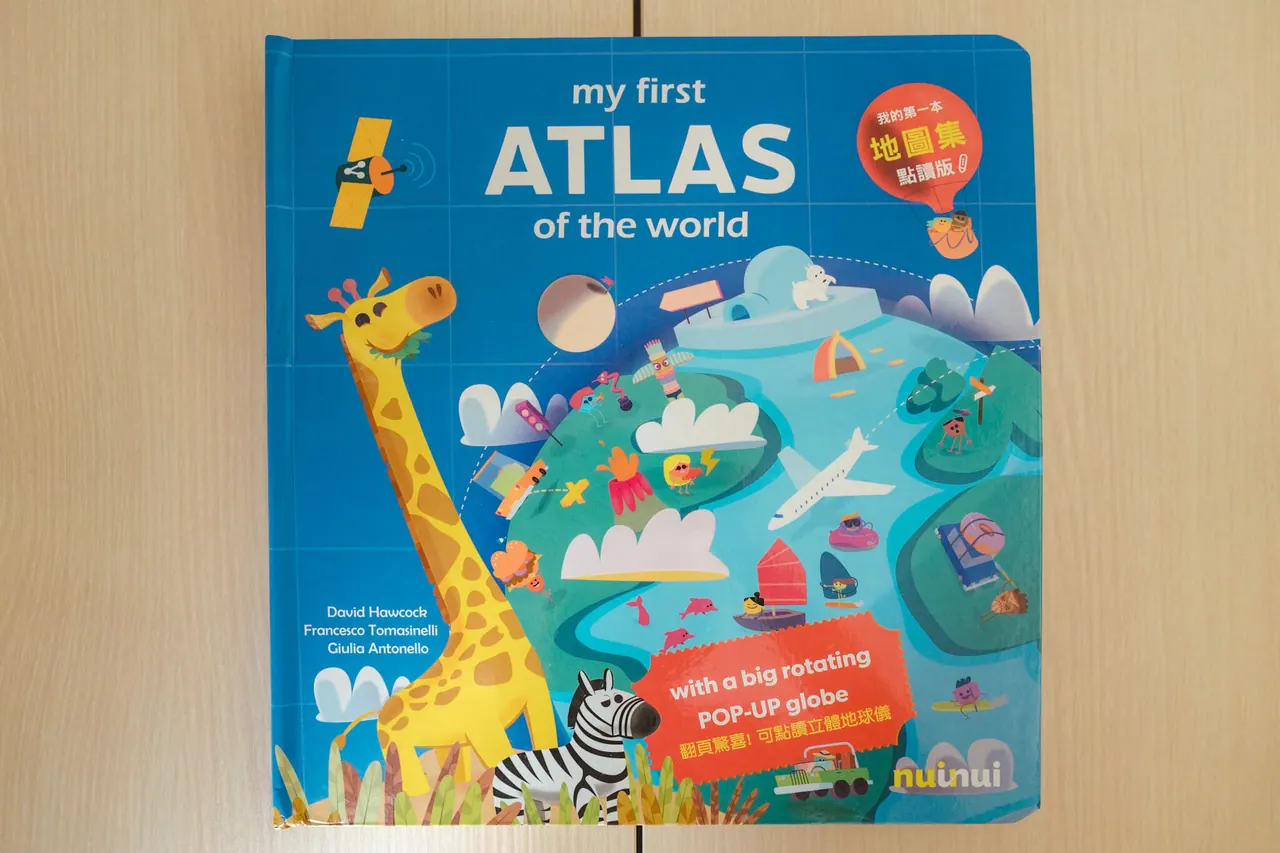 my first
ATLAS
of the world
我的第一本
地圖集
點讀版
David Hawcock
Francesco Tomasinelli
Giulia Antonello
with a big rotating
POP-UP globe
翻頁驚喜! 可點讀立體地球儀
nuinui